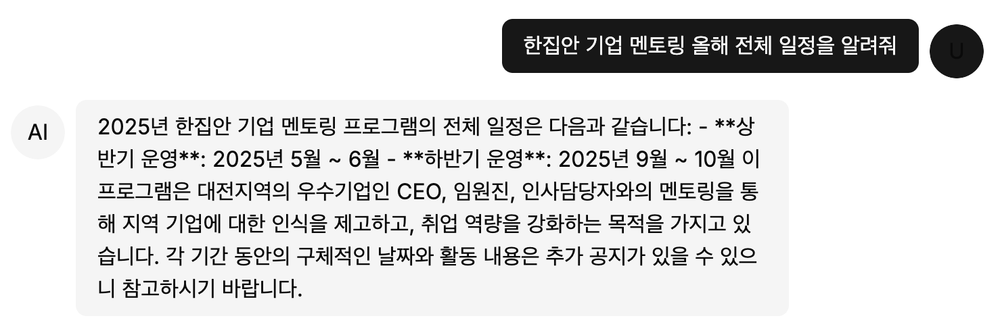 한집안 기업 멘토링 올해 전체 일정을 알려줘
U
AI
2025년 한집안 기업 멘토링 프로그램의 전체 일정은 다음과 같습니다: - **상
반기 운영**: 2025년 5월 ~ 6월 - **하반기 운영**: 2025년 9월 ~ 10월 이
프로그램은 대전지역의 우수기업인 CEO, 임원진, 인사담당자와의 멘토링을 통
해 지역 기업에 대한 인식을 제고하고, 취업 역량을 강화하는 목적을 가지고 있
습니다. 각 기간 동안의 구체적인 날짜와 활동 내용은 추가 공지가 있을 수 있으
니 참고하시기 바랍니다.